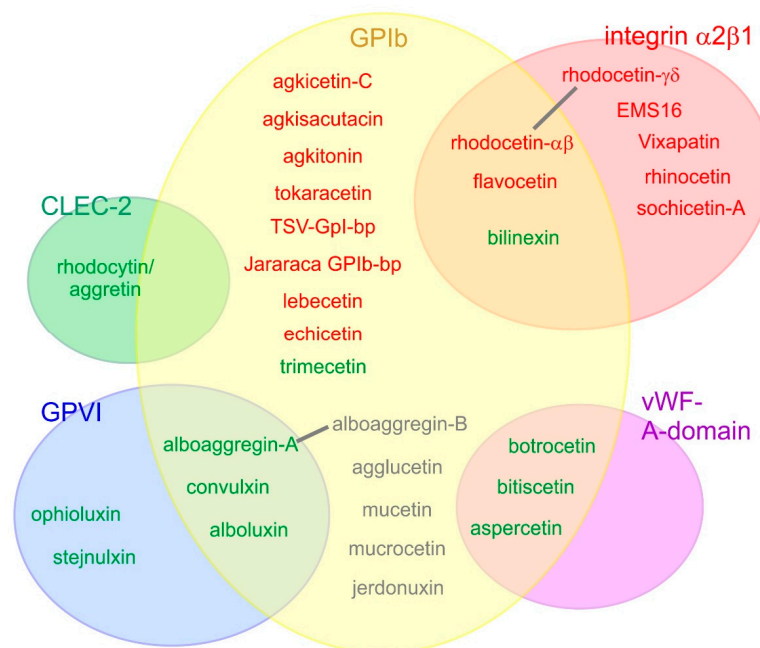 GPIb
integrin α2β1
agkicetin-C
agkisacutacin
agkitonin
tokaracetin
TSV-GpI-bp
Jararaca GPIb-bp
lebecetin
echicetin
trimecetin
rhodocetin-γδ
EMS16
Vixapatin
rhinocetin
sochicetin-A
rhodocetin-αβ
flavocetin
bilinexin
CLEC-2
rhodocytin/
aggretin
GPVI
alboaggregin-A
convulxin
alboluxin
ophioluxin
stejnulxin
alboaggregin-B
agglucetin
mucetin
mucrocetin
jerdonuxin
vWF-
A-domain
botrocetin
bitiscetin
aspercetin